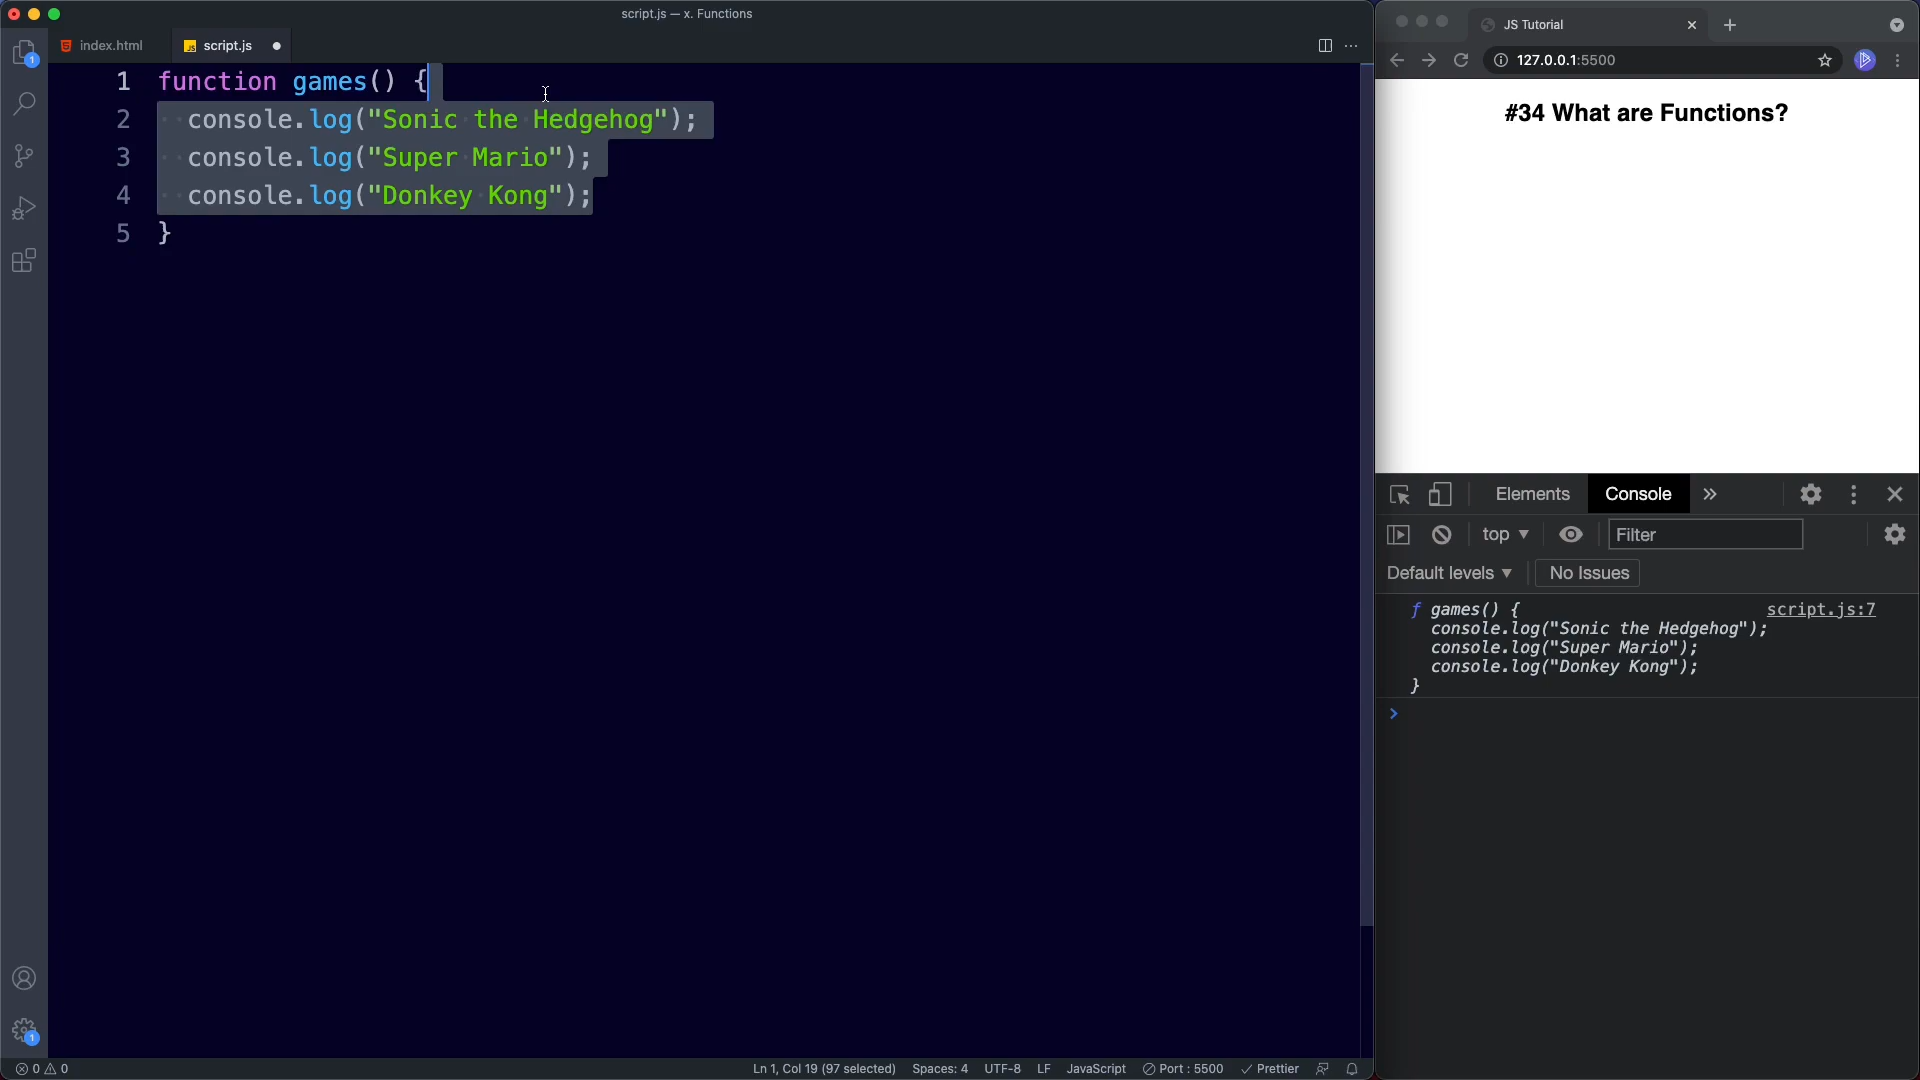 script.js — x. Functions
index.html
script.js
1 function games() {
2 console.log("Sonic the Hedgehog");
3 console.log("Super Mario");
4 console.log("Donkey Kong");
5 }
1
1
0 0
Ln 1, Col 19 (97 selected)
Spaces: 4
UTF-8
LF
JavaScript
Port : 5500
Prettier
JS Tutorial
127.0.0.1:5500
#34 What are Functions?
Elements
Console
top
Filter
Default levels
No Issues
ƒ games() { script.js:7
console.log("Sonic the Hedgehog");
console.log("Super Mario");
console.log("Donkey Kong");
}